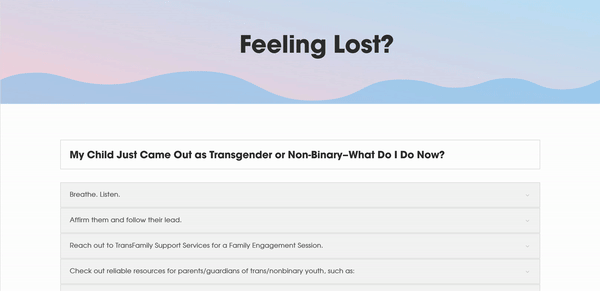 Feeling Lost?
My Child Just Came Out as Transgender or Non-Binary–What Do I Do Now?
Breathe. Listen.
Affirm them and follow their lead.
Reach out to TransFamily Support Services for a Family Engagement Session.
Check out reliable resources for parents/guardians of trans/nonbinary youth, such as: